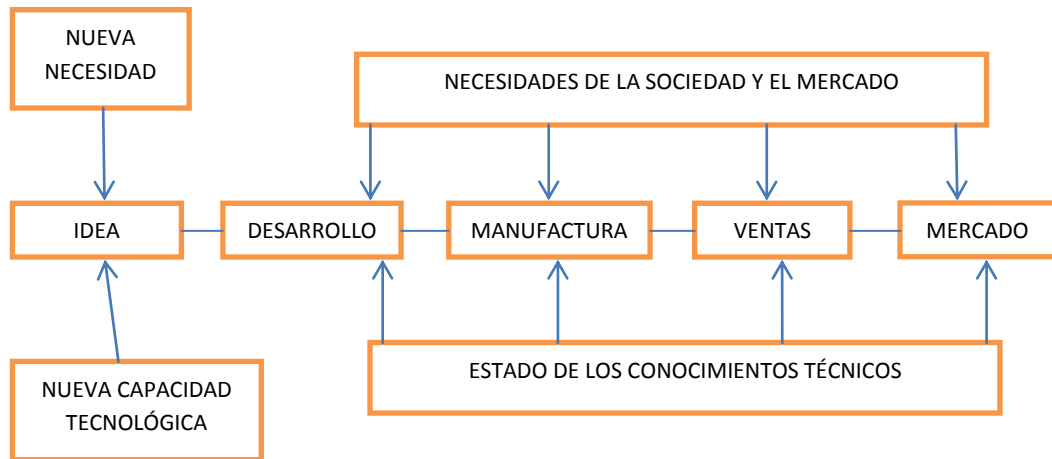 NUEVA
NECESIDAD
NECESIDADES DE LA SOCIEDAD Y EL MERCADO
IDEA
DESARROLLO
MANUFACTURA
VENTAS
MERCADO
NUEVA CAPACIDAD
TECNOLÓGICA
ESTADO DE LOS CONOCIMIENTOS TÉCNICOS